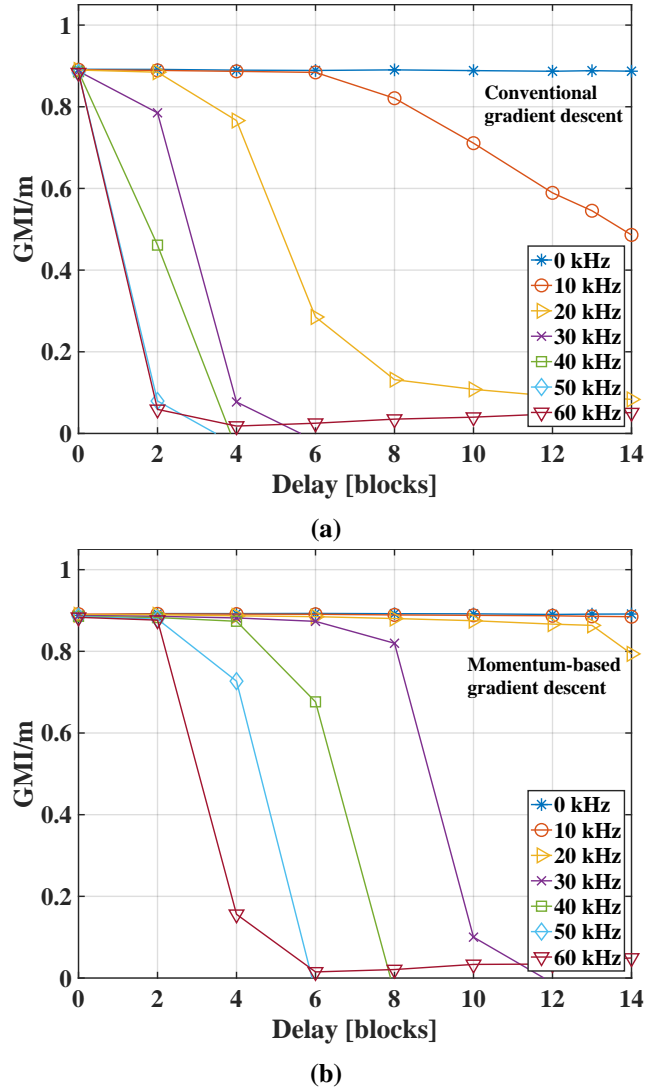 1
0.8
0.6
0.4
0.2
0
GMI/m
Conventional
gradient descent
0 kHz
10 kHz
20 kHz
30 kHz
40 kHz
50 kHz
60 kHz
0 2 4 6 8 10 12 14
Delay [blocks]
(a)
1
0.8
0.6
0.4
0.2
0
GMI/m
Momentum-based
gradient descent
0 kHz
10 kHz
20 kHz
30 kHz
40 kHz
50 kHz
60 kHz
0 2 4 6 8 10 12 14
Delay [blocks]
(b)